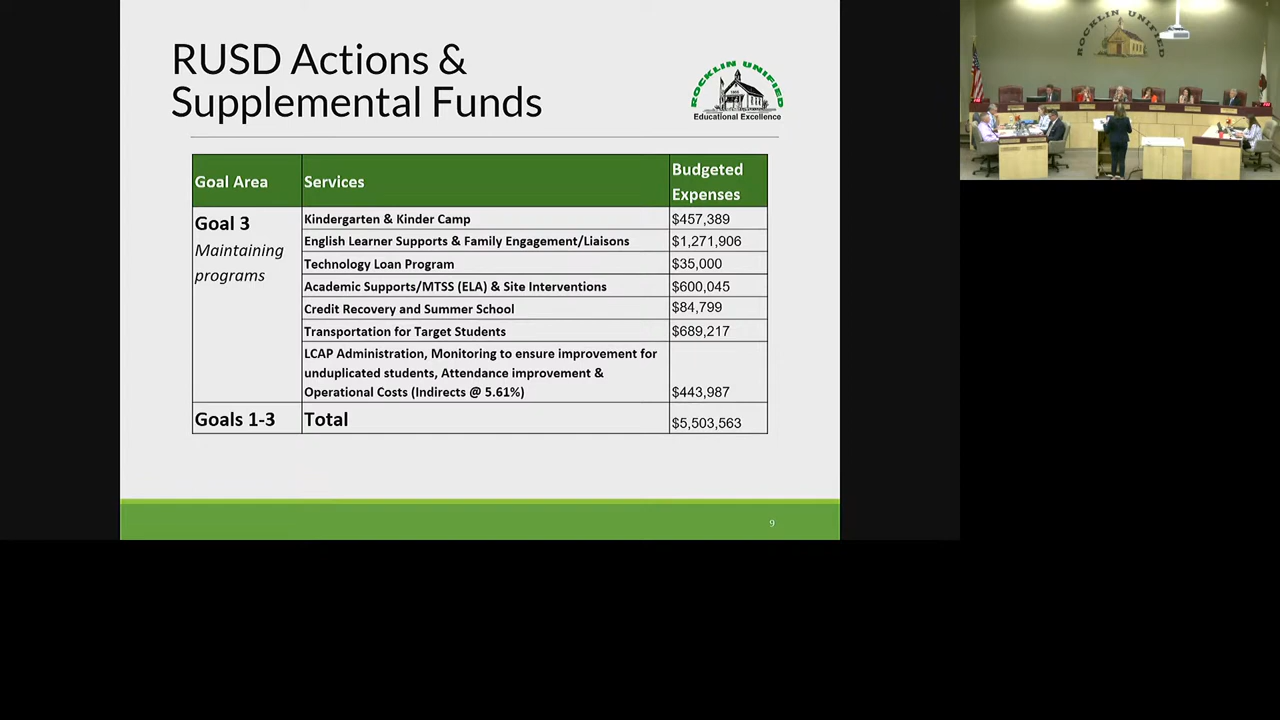 RUSD Actions &
Supplemental Funds
ROCKLIN UNIFIED
Educational Excellence
Goal Area
Services
Budgeted
Expenses
Goal 3
Maintaining
programs
Kindergarten & Kinder Camp
$457,389
English Learner Supports & Family Engagement/Liaisons
$1,271,906
Technology Loan Program
$35,000
Academic Supports/MTSS (ELA) & Site Interventions
$600,045
Credit Recovery and Summer School
$84,799
Transportation for Target Students
$689,217
LCAP Administration, Monitoring to ensure improvement for
unduplicated students, Attendance improvement &
Operational Costs (Indirects @ 5.61%)
$443,987
Goals 1-3
Total
$5,503,563
9
ROCKLIN UNIFIED